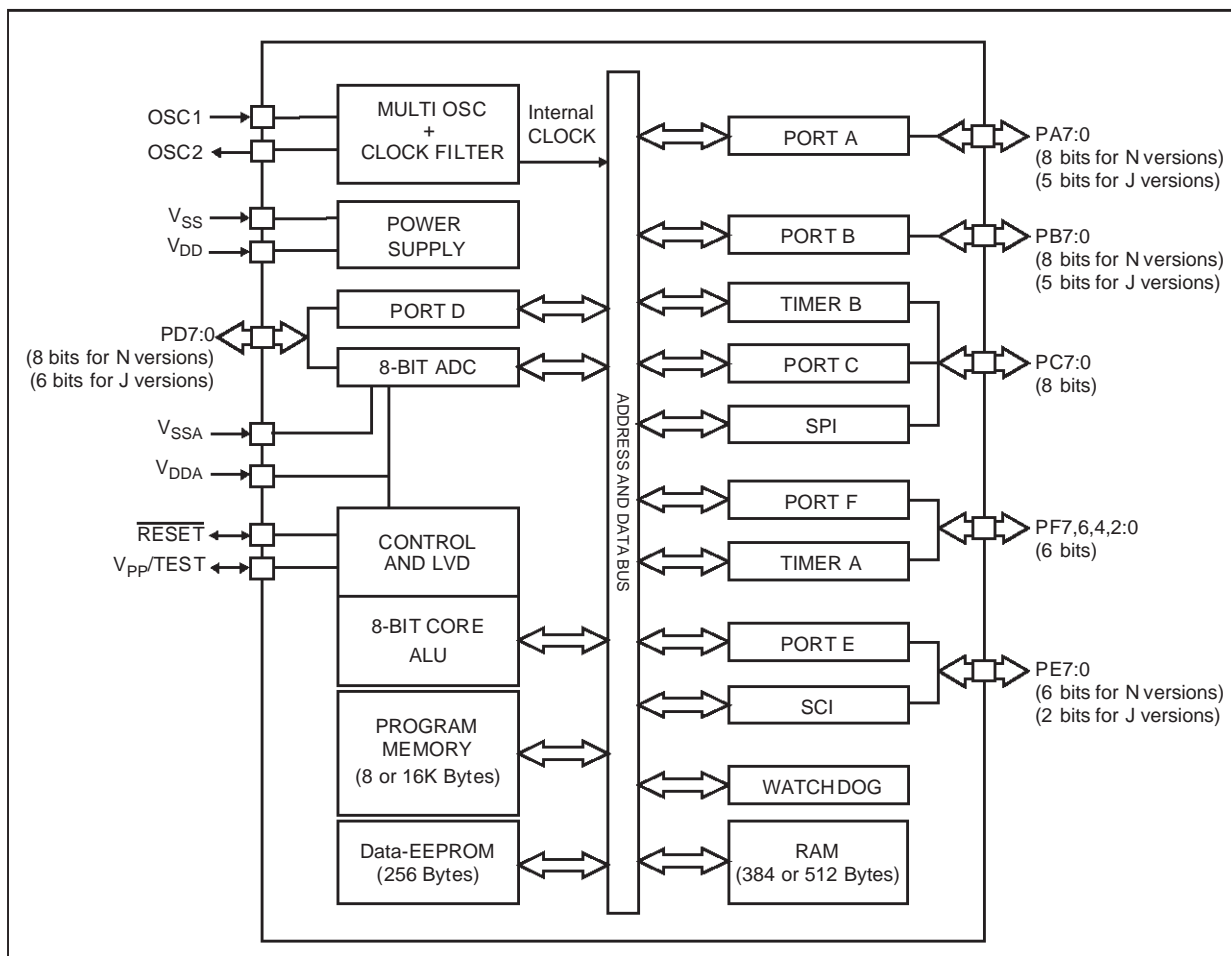 OSC1
OSC2
MULTI OSC
+
CLOCK FILTER
Internal
CLOCK
VSS
VDD
POWER
SUPPLY
PD7:0
(8 bits for N versions)
(6 bits for J versions)
PORT D
8-BIT ADC
VSSA
VDDA
RESET
VPP/TEST
CONTROL
AND LVD
8-BIT CORE
ALU
PROGRAM
MEMORY
(8 or 16K Bytes)
Data-EEPROM
(256 Bytes)
ADDRESS AND DATA BUS
PORT A
PA7:0
(8 bits for N versions)
(5 bits for J versions)
PORT B
PB7:0
(8 bits for N versions)
(5 bits for J versions)
TIMER B
PORT C
SPI
PC7:0
(8 bits)
PORT F
TIMER A
PF7,6,4,2:0
(6 bits)
PORT E
SCI
PE7:0
(6 bits for N versions)
(2 bits for J versions)
WATCHDOG
RAM
(384 or 512 Bytes)